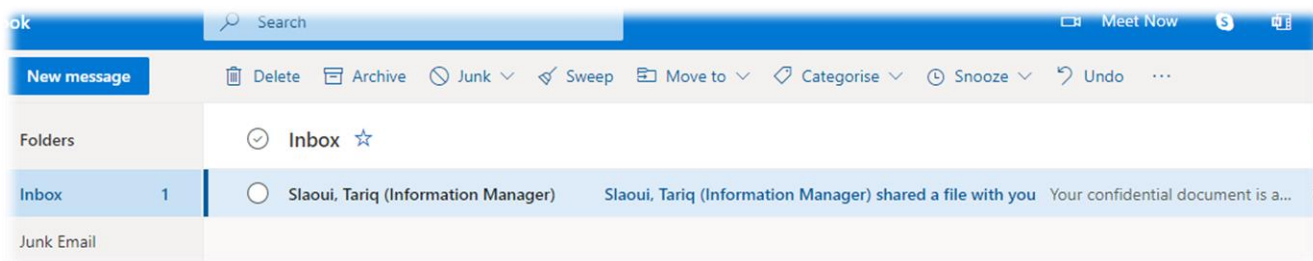 ok Search Meet Now
New message Delete Archive Junk Sweep Move to Categorise Snooze Undo ...
Folders Inbox
Inbox 1 Slaoui, Tariq (Information Manager) Slaoui, Tariq (Information Manager) shared a file with you Your confidential document is a...
Junk Email